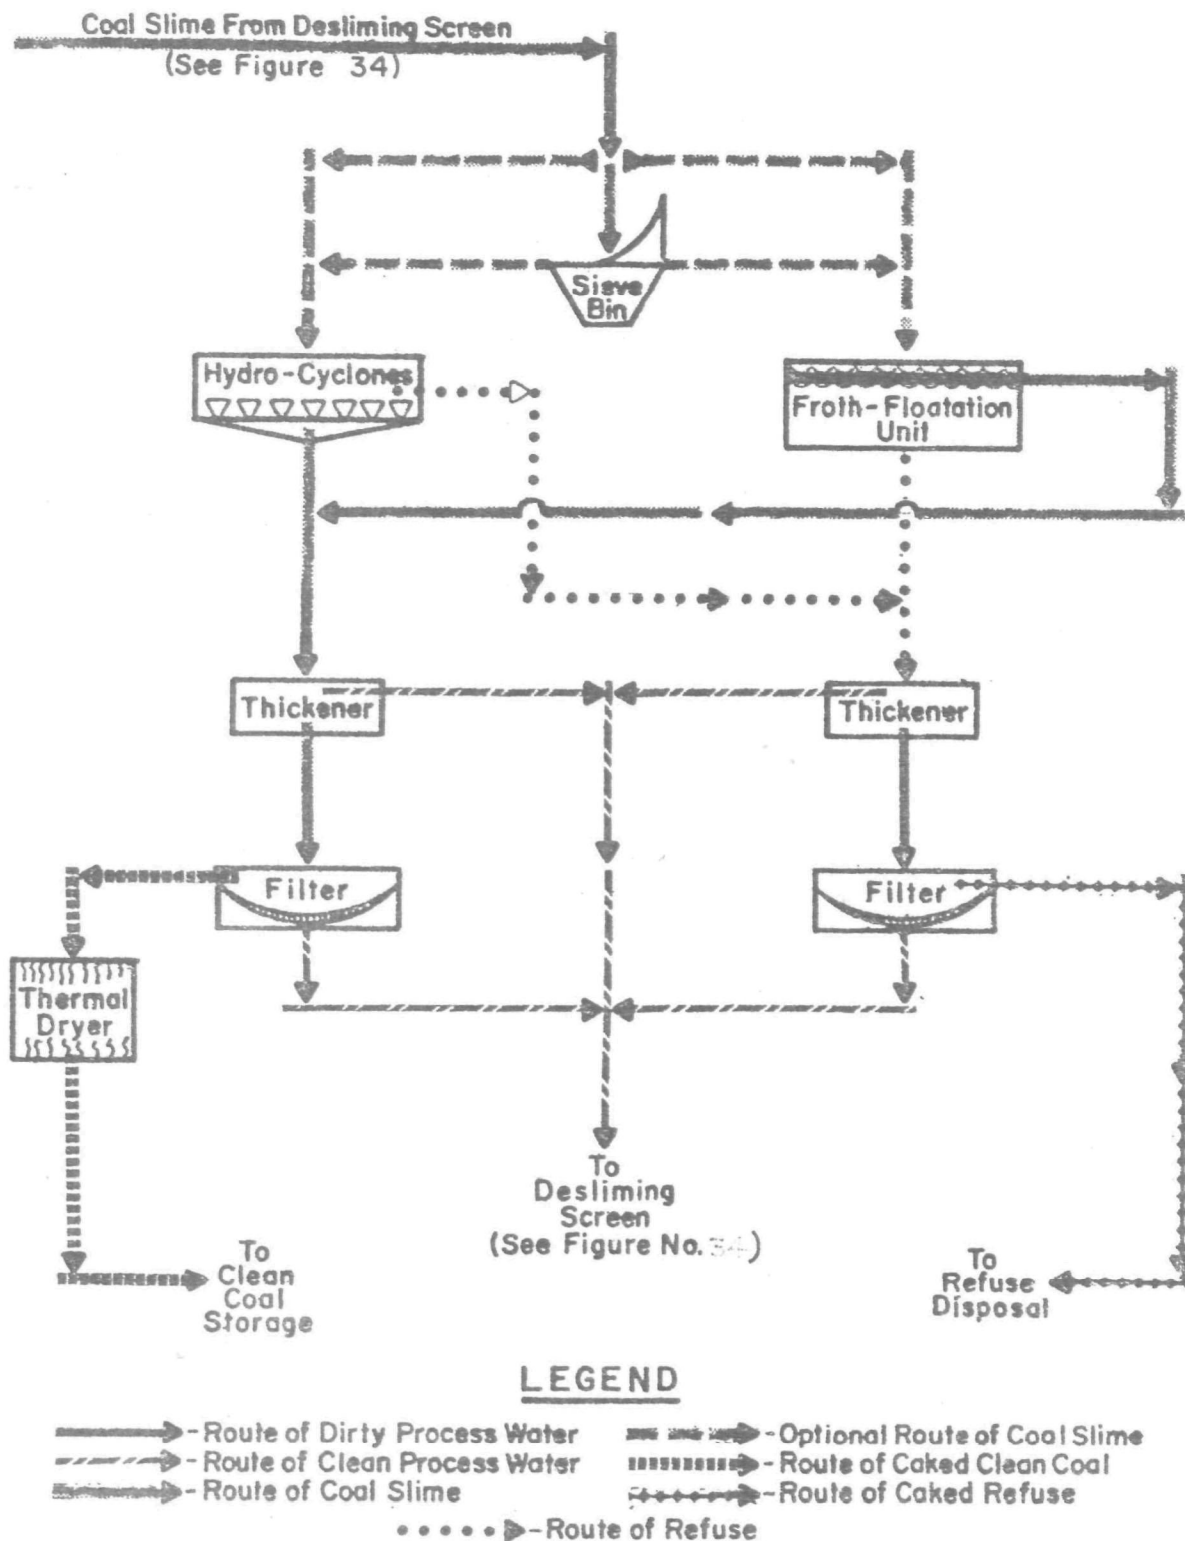 Coal Slime From Desliming Screen
(See Figure 34)
Sieve
Bin
Hydro-Cyclones
Froth-Floatation
Unit
Thickener
Thickener
Filter
Filter
Thermal
Dryer
To
Desliming
Screen
(See Figure No. 34)
To
Clean
Coal
Storage
To
Refuse
Disposal
LEGEND
-Route of Dirty Process Water
-Optional Route of Coal Slime
-Route of Clean Process Water
-Route of Caked Clean Coal
-Route of Coal Slime
-Route of Caked Refuse
-Route of Refuse